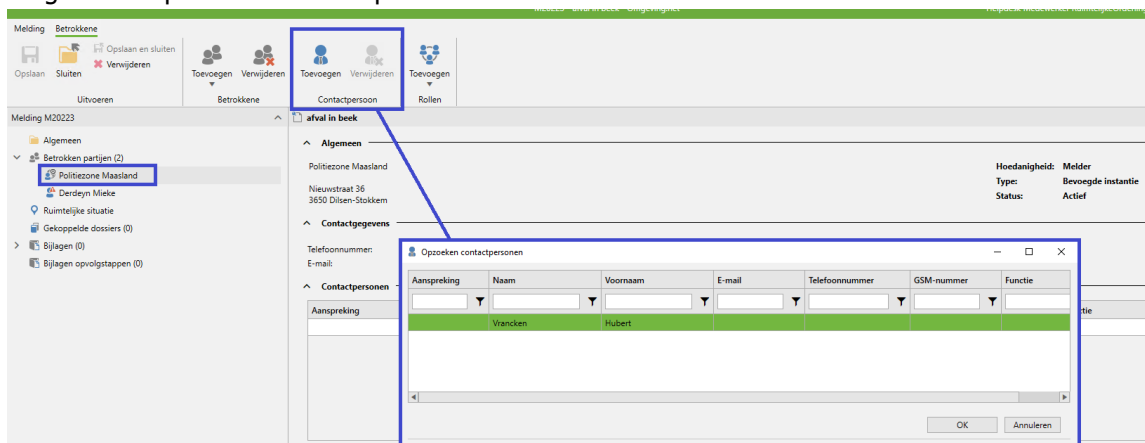 Melding Betrokkene
Opslaan Sluiten Opslaan en sluiten Verwijderen Toevoegen Verwijderen Toevoegen Verwijderen Toevoegen
Uitvoeren Betrokkene Contactpersoon Rollen
Melding M20223
Algemeen
Betrokken partijen (2)
Politiezone Maasland
Derdeyn Mieke
Ruimtelijke situatie
Gekoppelde dossiers (0)
Bijlagen (0)
Bijlagen opvolgstappen (0)
afval in beek
Algemeen
Politiezone Maasland
Nieuwstraat 36
3650 Dilsen-Stokkem
Hoedanigheid: Melder
Type: Bevoegde instantie
Status: Actief
Contactgegevens
Telefoonnummer:
E-mail:
Contactpersonen
Aanspreking
Opzoeken contactpersonen
Aanspreking Naam Voornaam E-mail Telefoonnummer GSM-nummer Functie
Vrancken Hubert
OK Annuleren